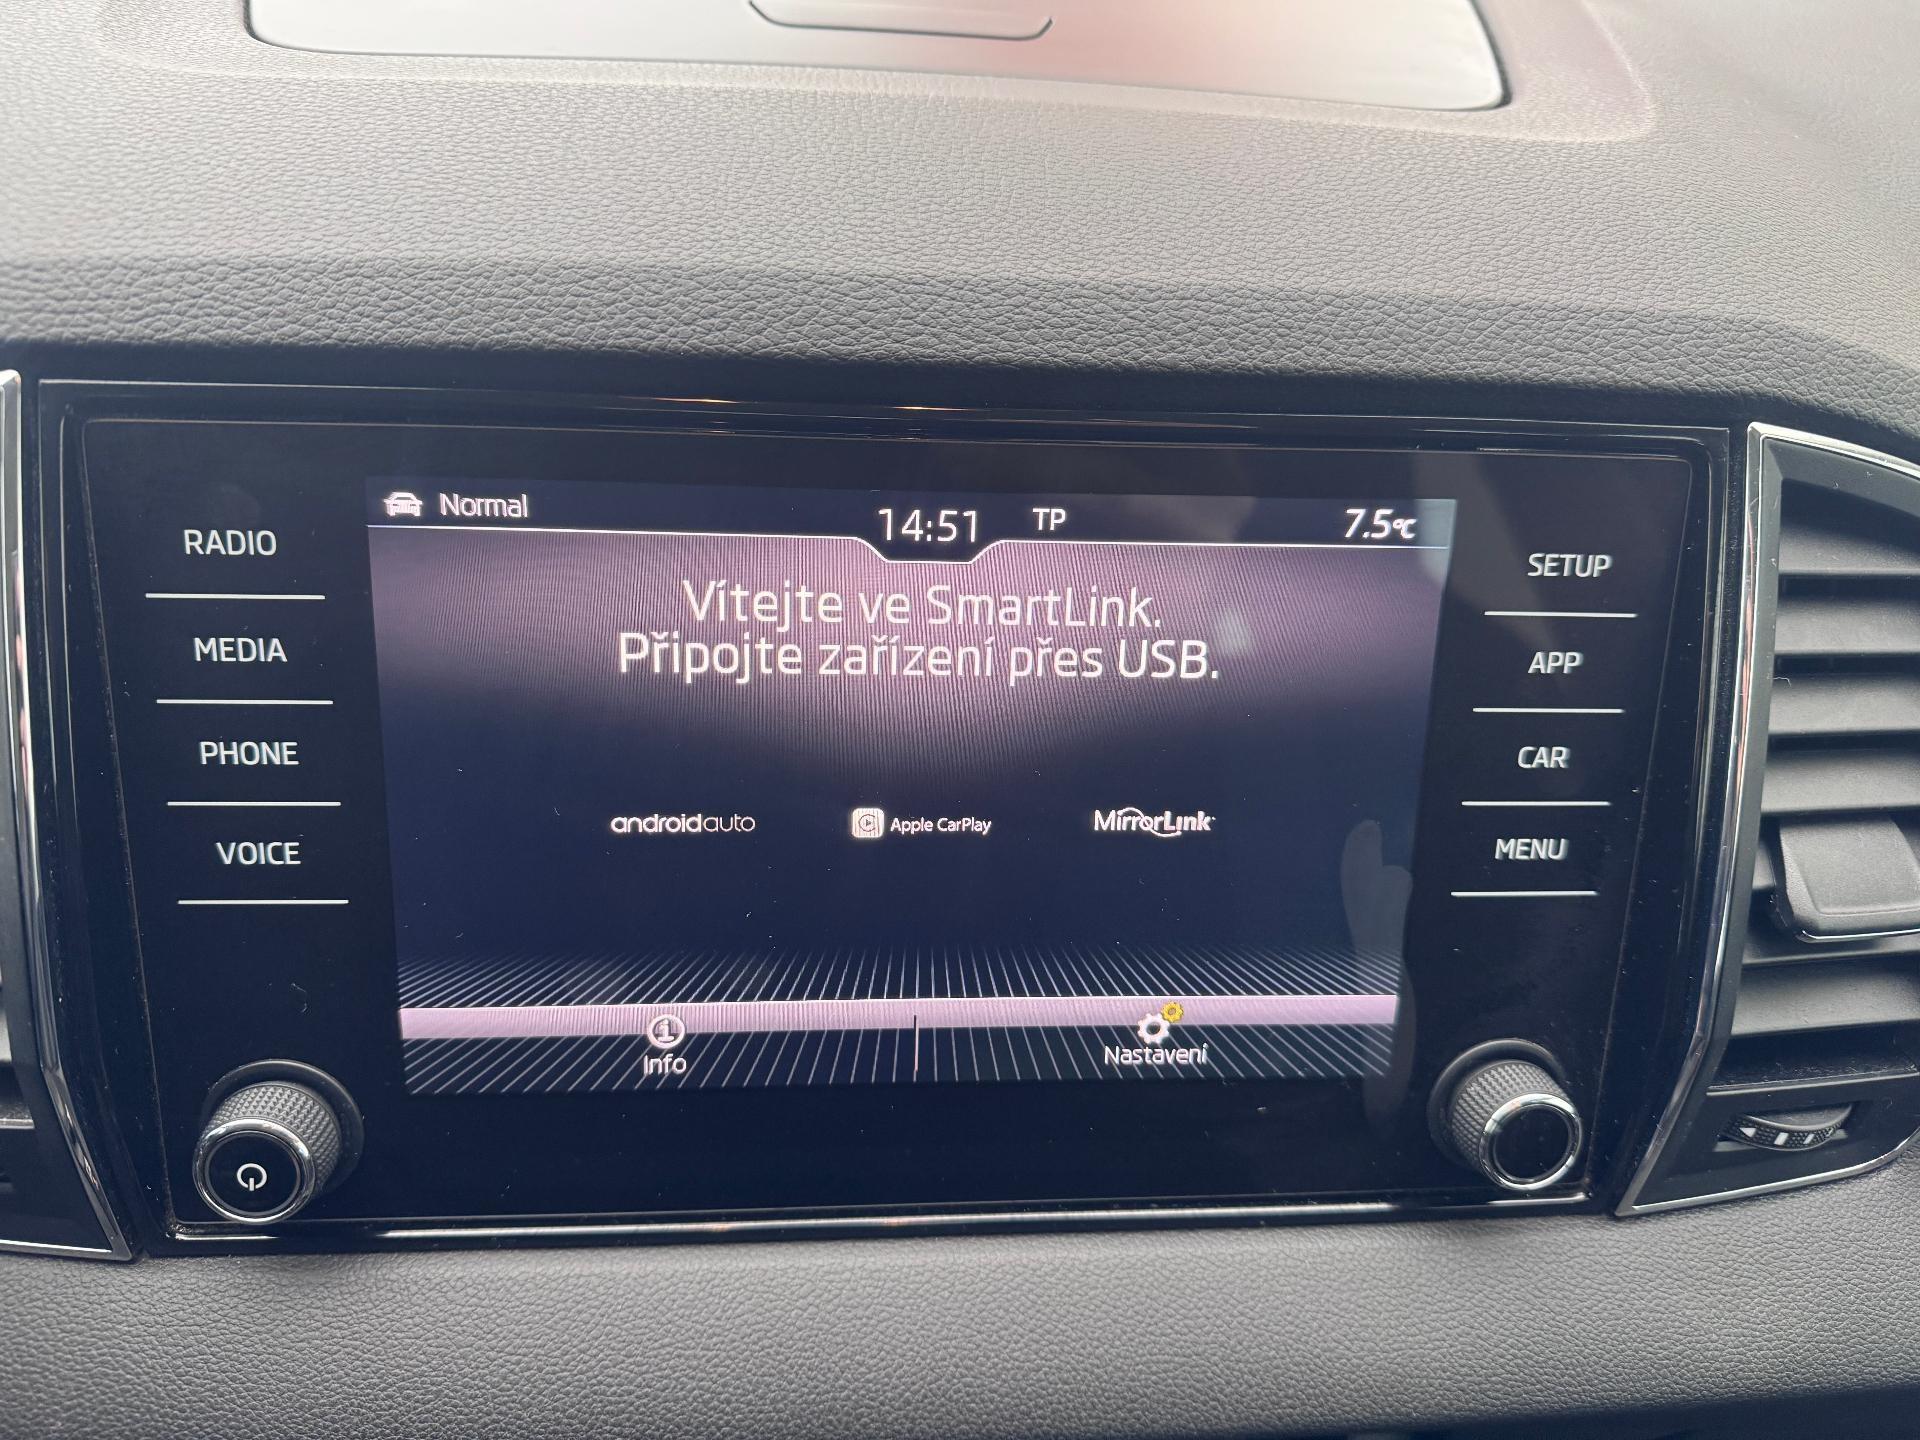 Normal
14:51
TP
7.5°C
RADIO
MEDIA
PHONE
VOICE
Vítejte ve SmartLink.
Připojte zařízení přes USB.
androidauto
Apple CarPlay
MirrorLink
Info
Nastavení
SETUP
APP
CAR
MENU